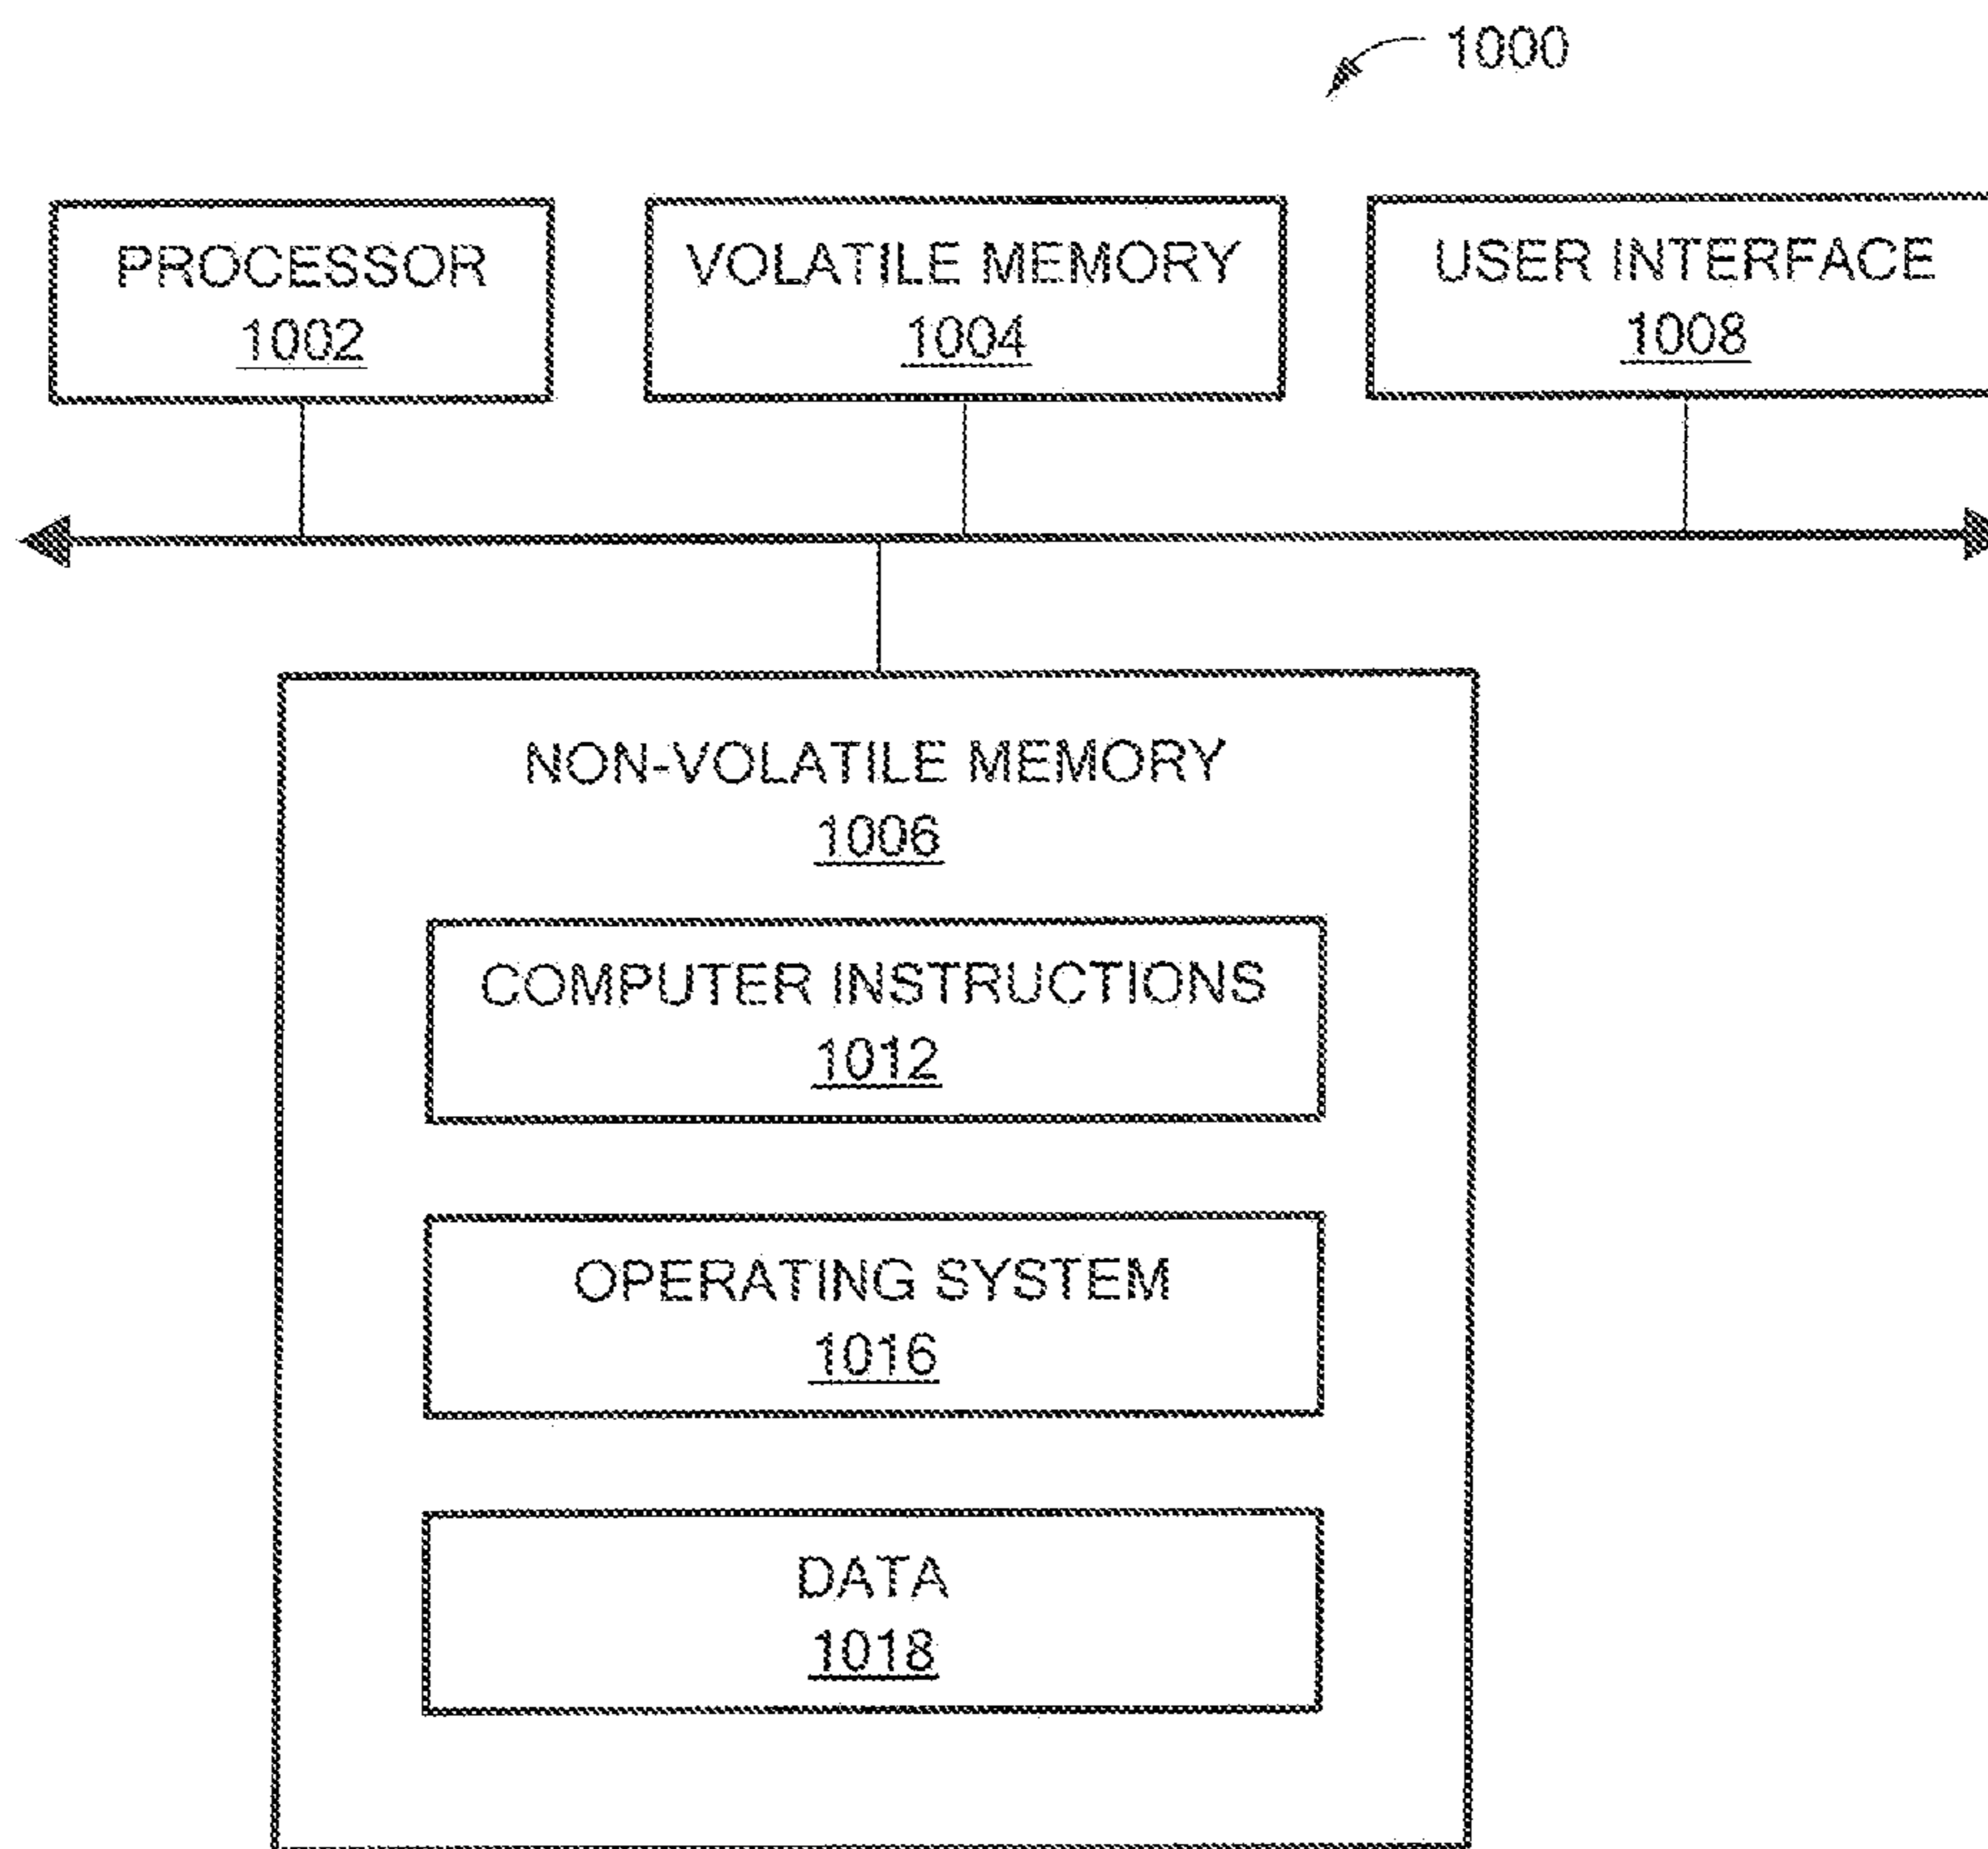 1000
PROCESSOR
1002
VOLATILE MEMORY
1004
USER INTERFACE
1008
NON-VOLATILE MEMORY
1006
COMPUTER INSTRUCTIONS
1012
OPERATING SYSTEM
1016
DATA
1018